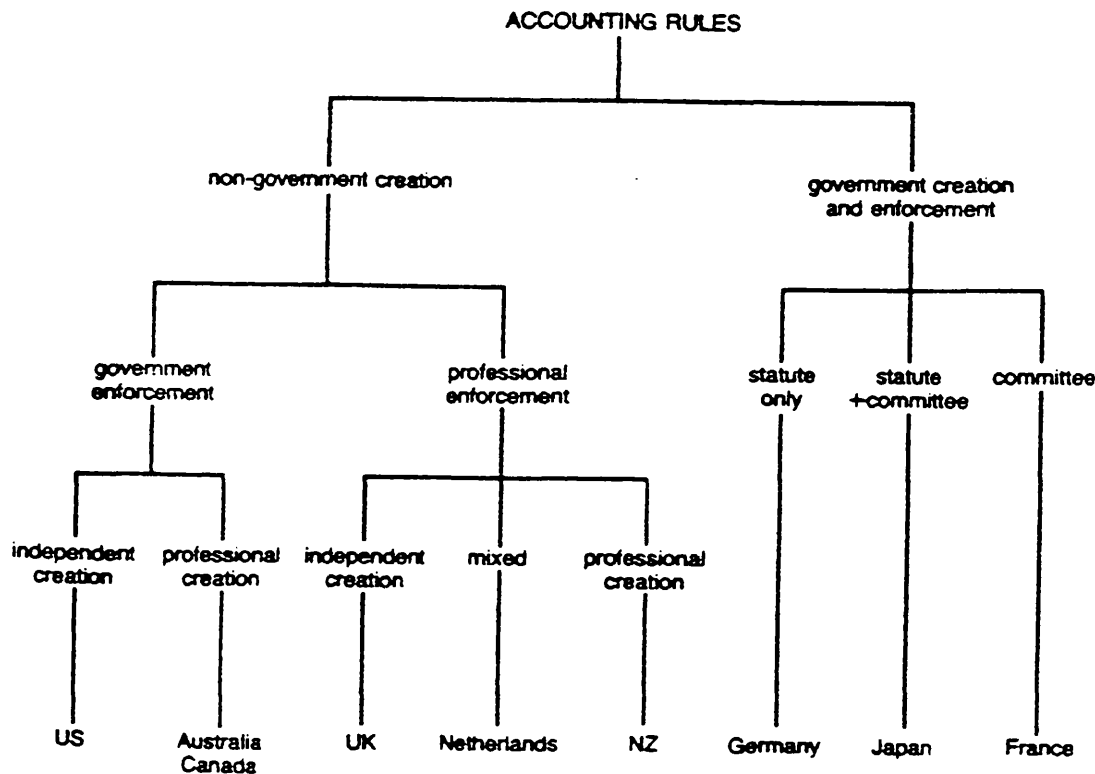 ACCOUNTING RULES
non-government creation
government creation
and enforcement
government
enforcement
professional
enforcement
statute
only
statute
+committee
committee
independent
creation
professional
creation
independent
creation
mixed
professional
creation
US
Australia
Canada
UK
Netherlands
NZ
Germany
Japan
France